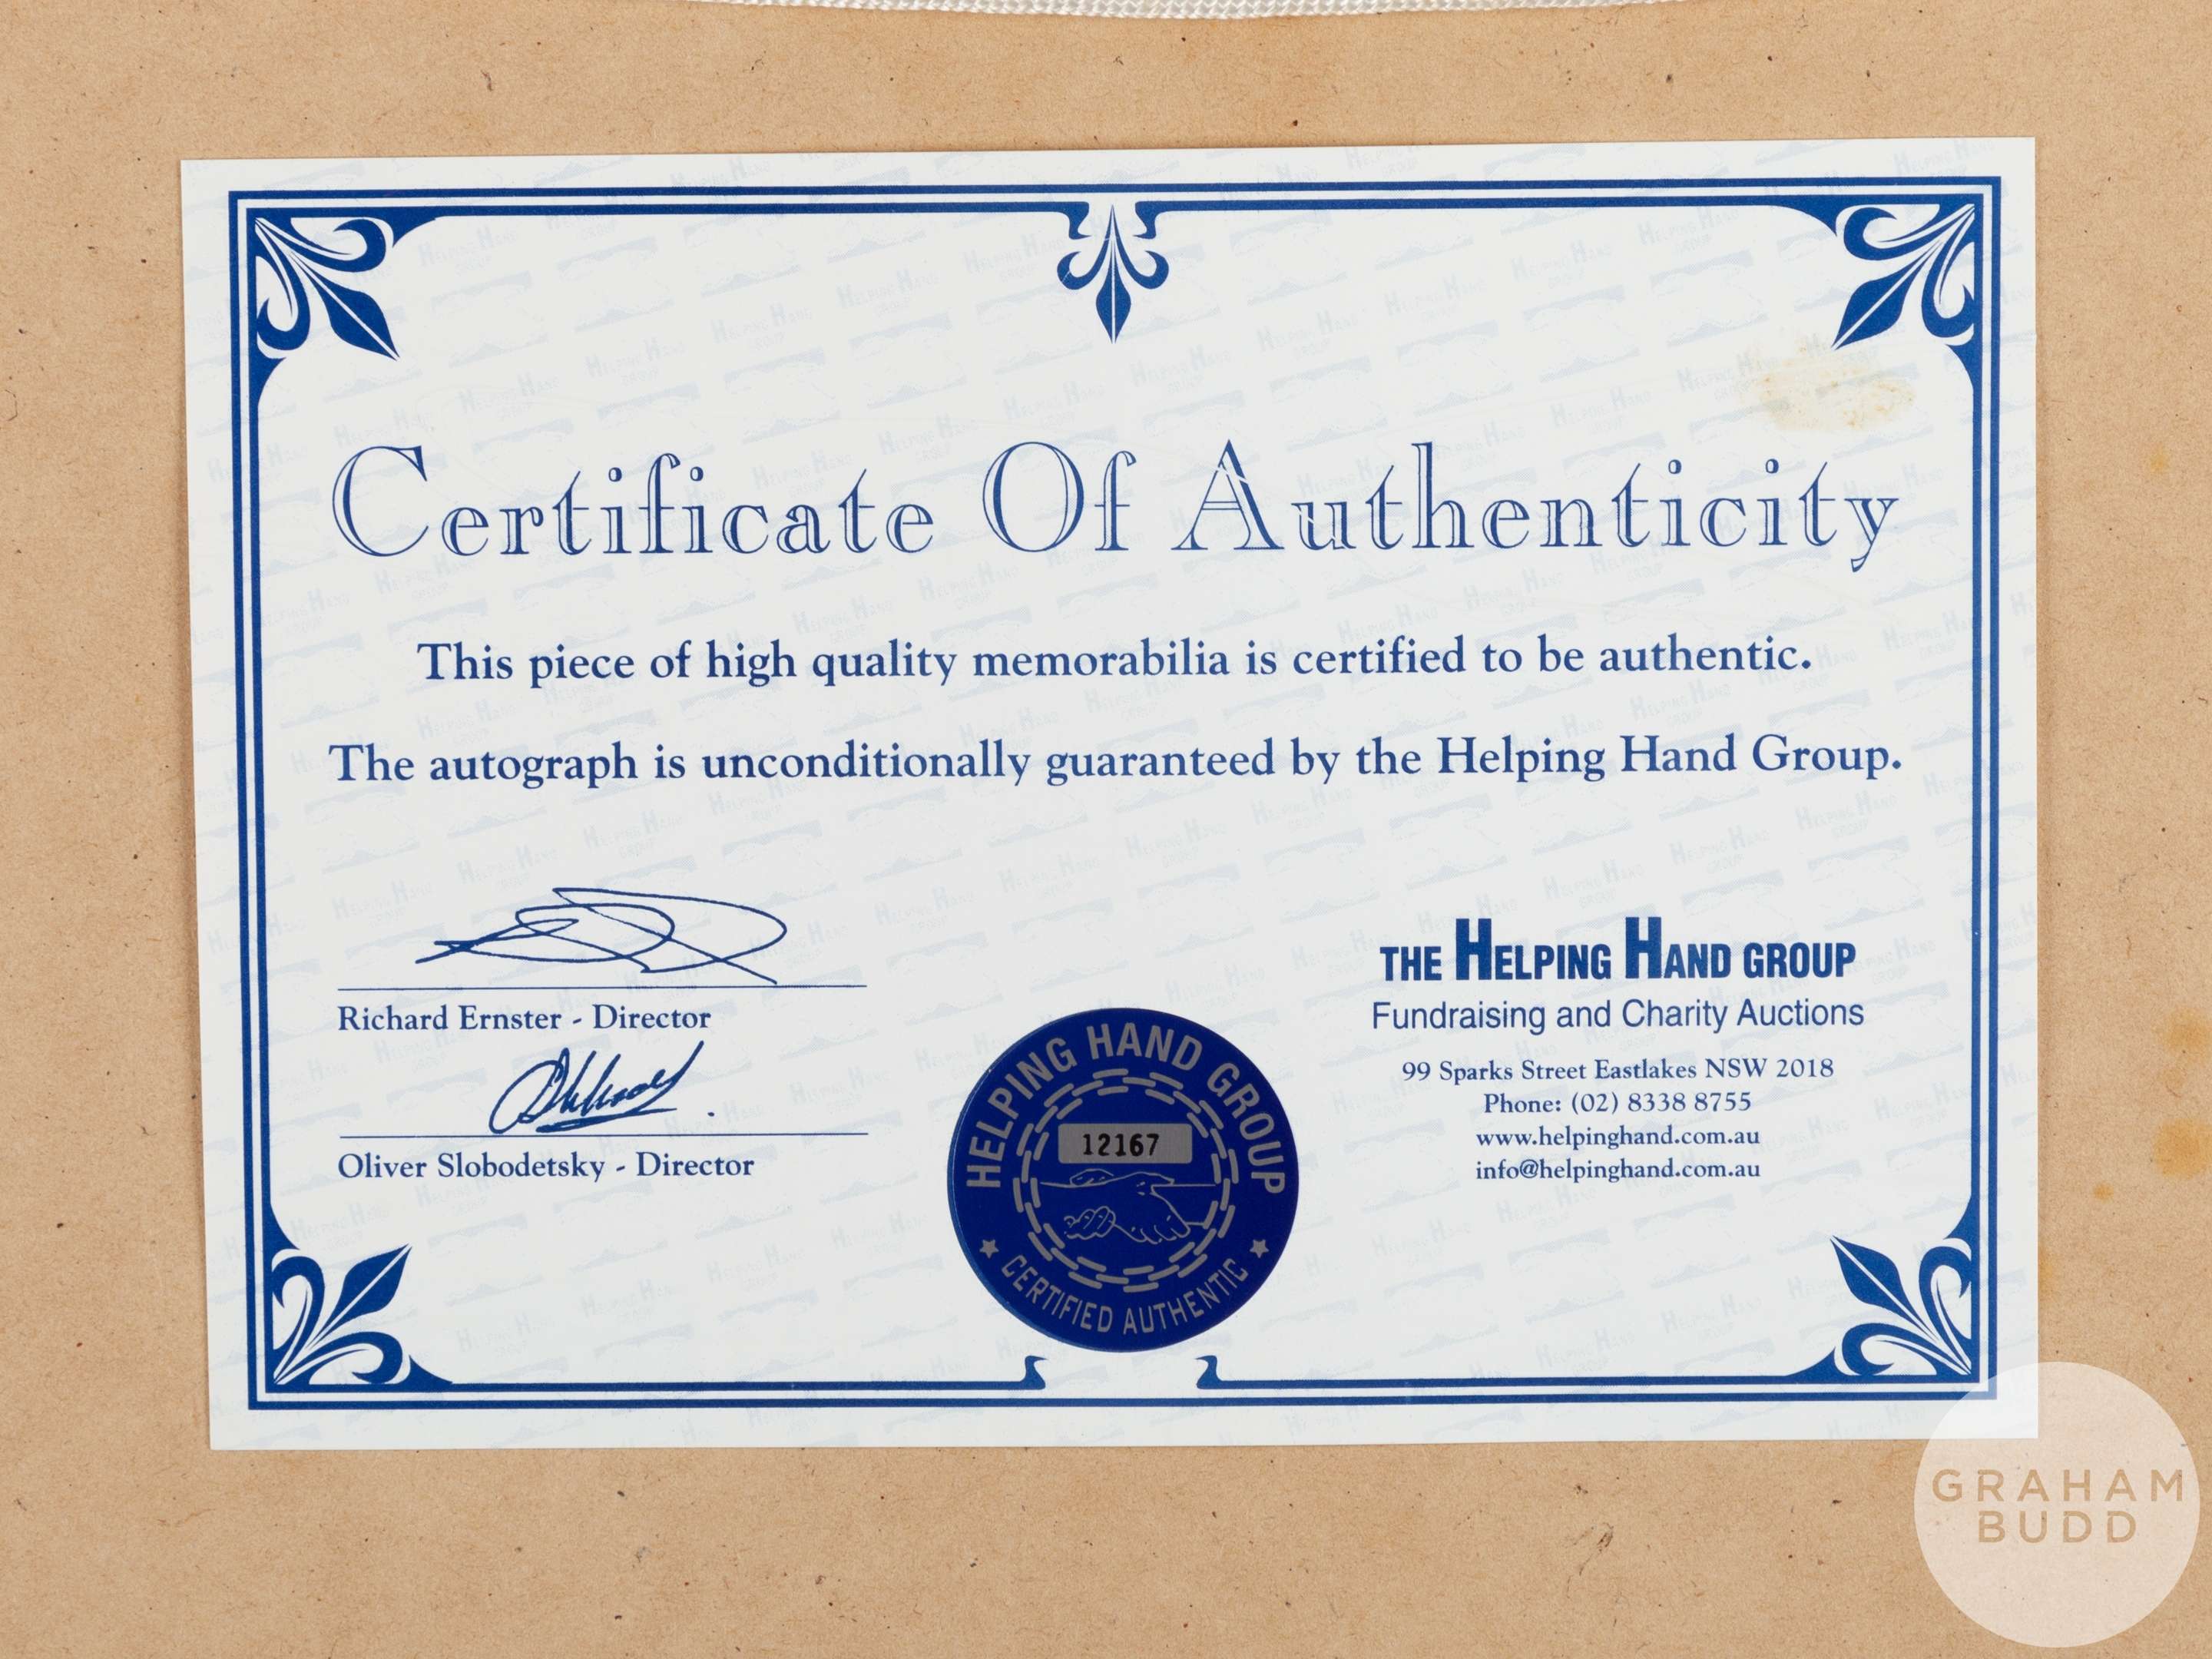 Certificate Of Authenticity
This piece of high quality memorabilia is certified to be authentic.
The autograph is unconditionally guaranteed by the Helping Hand Group.
Richard Ernster - Director
Oliver Slobodetsky - Director
HELPING HAND GROUP
12167
CERTIFIED AUTHENTIC
THE HELPING HAND GROUP
Fundraising and Charity Auctions
99 Sparks Street Eastlakes NSW 2018
Phone: (02) 8338 8755
www.helpinghand.com.au
info@helpinghand.com.au
GRAHAM
BUDD